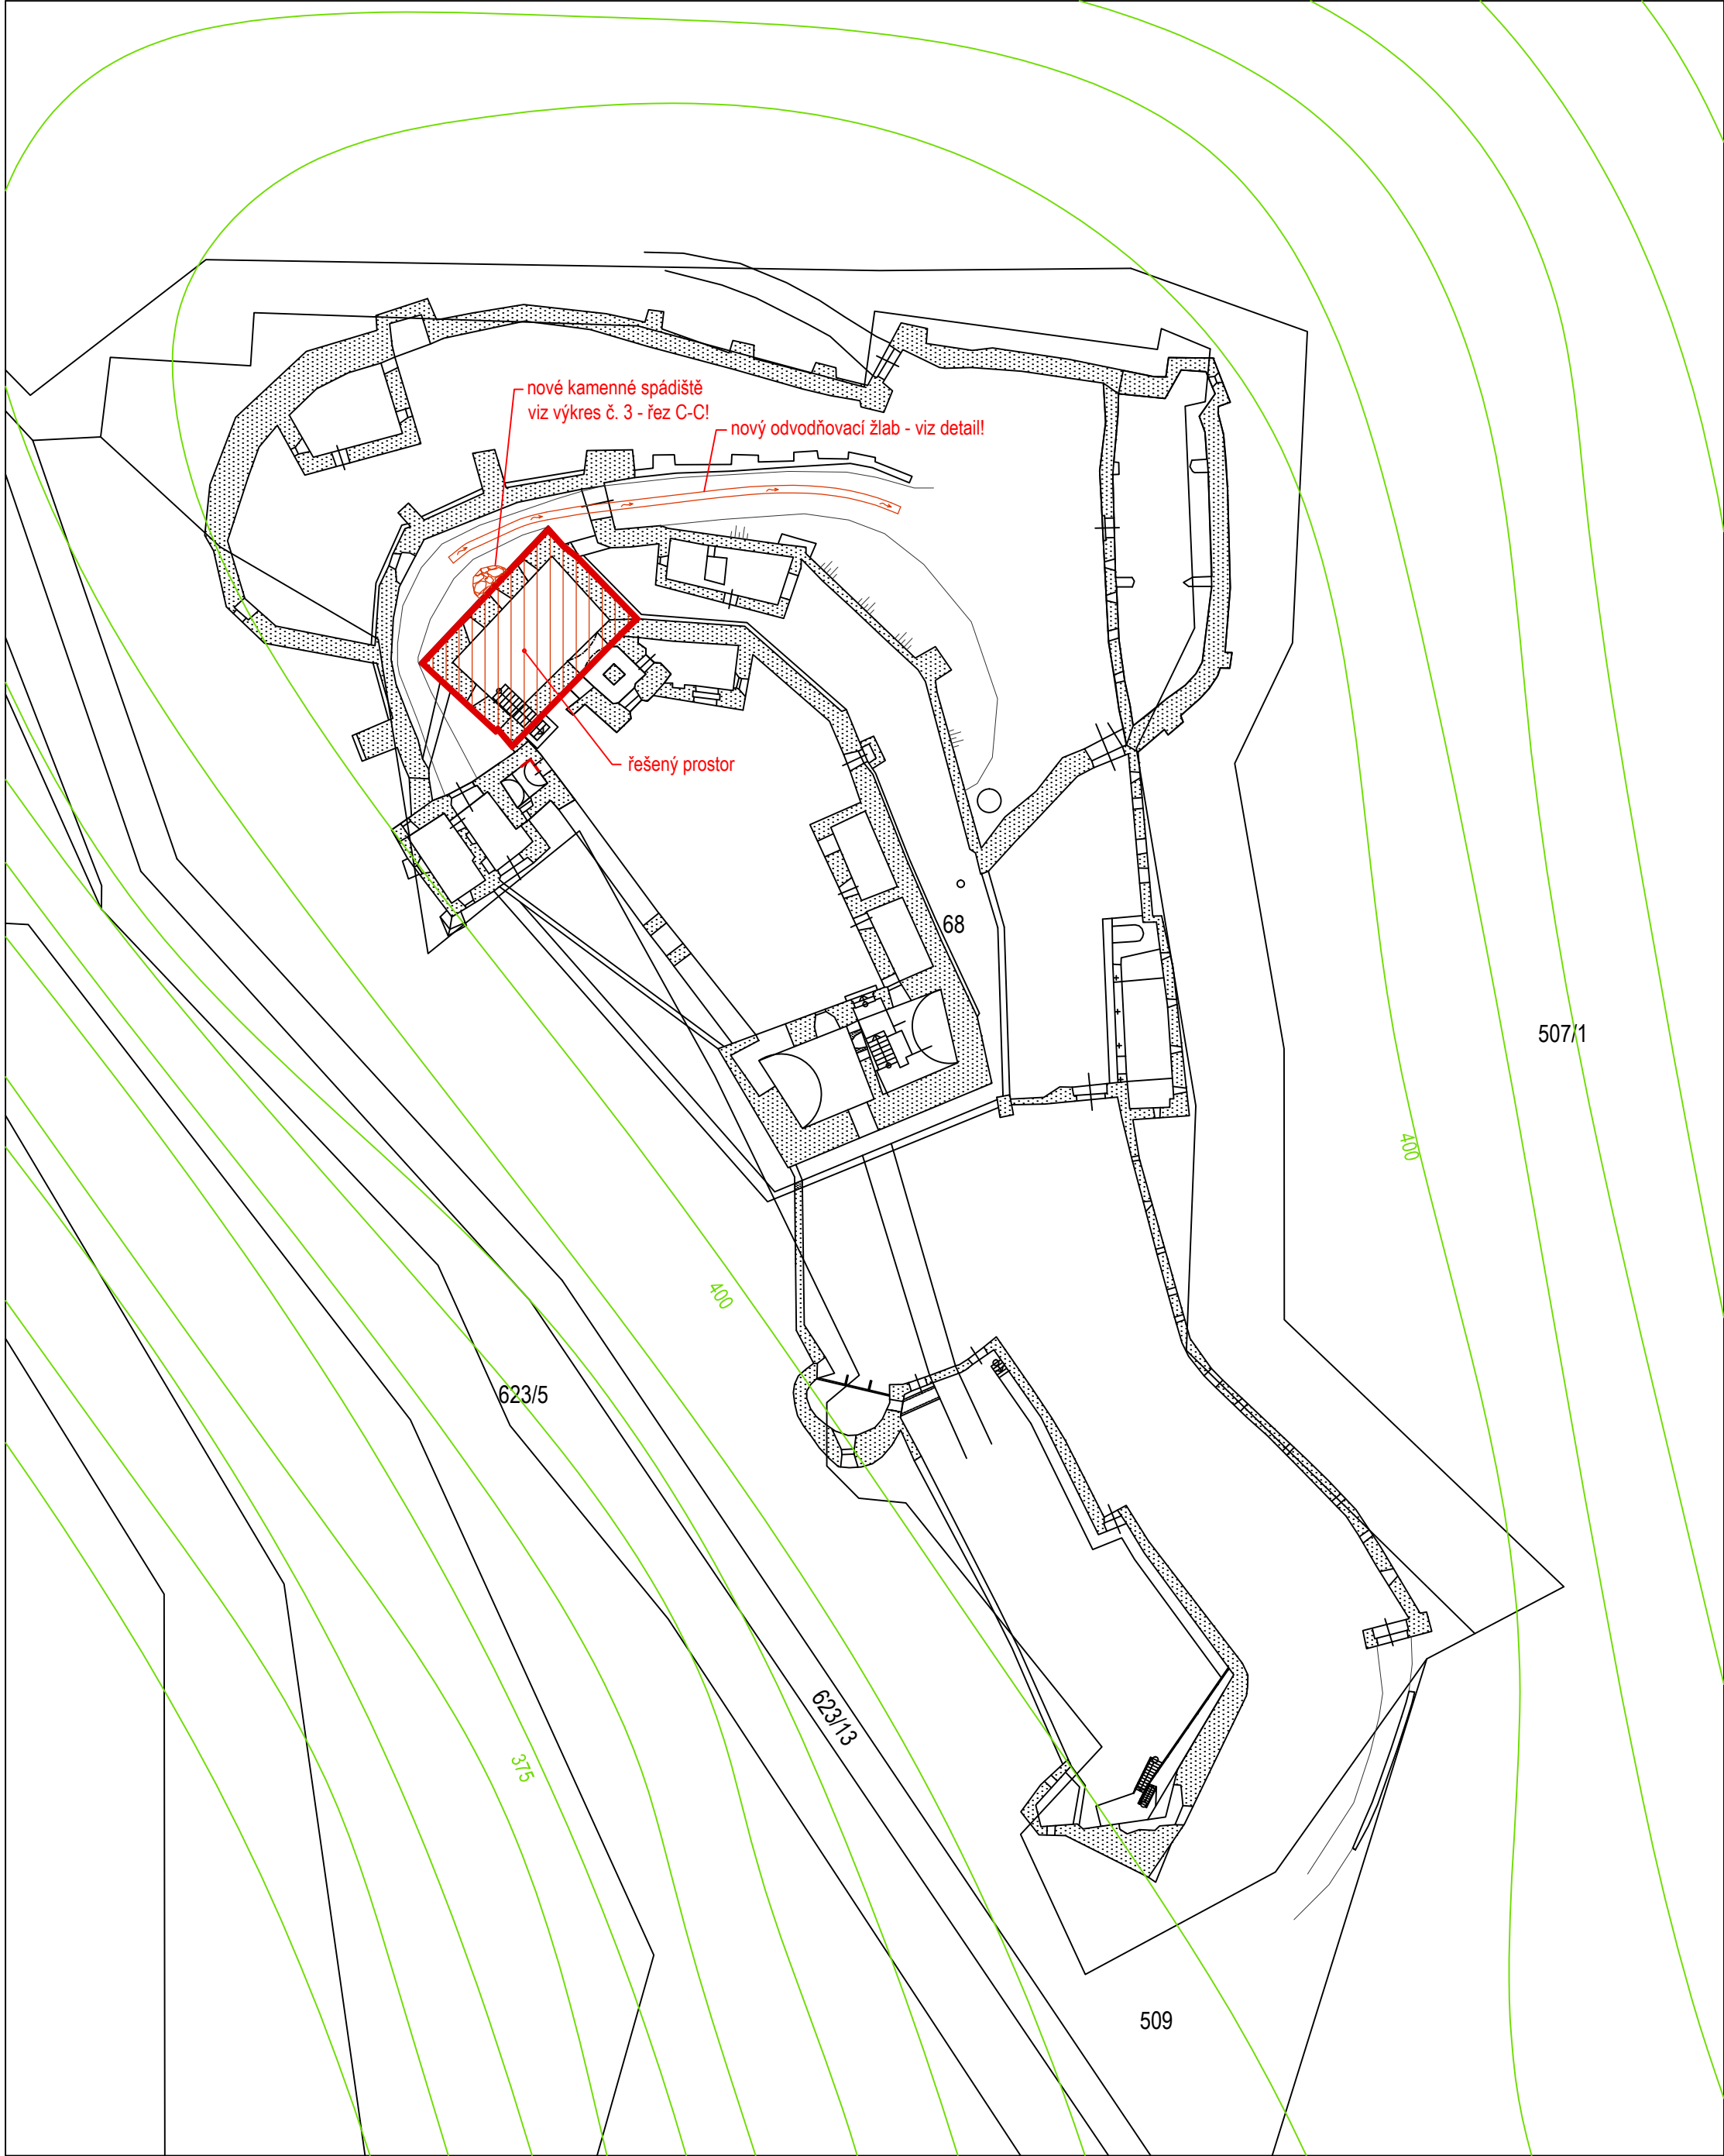 nové kamenné spádiště
viz výkres č. 3 - řez C-C!
nový odvodňovací žlab - viz detail!
řešený prostor
68
507/1
400
400
623/5
623/13
375
509